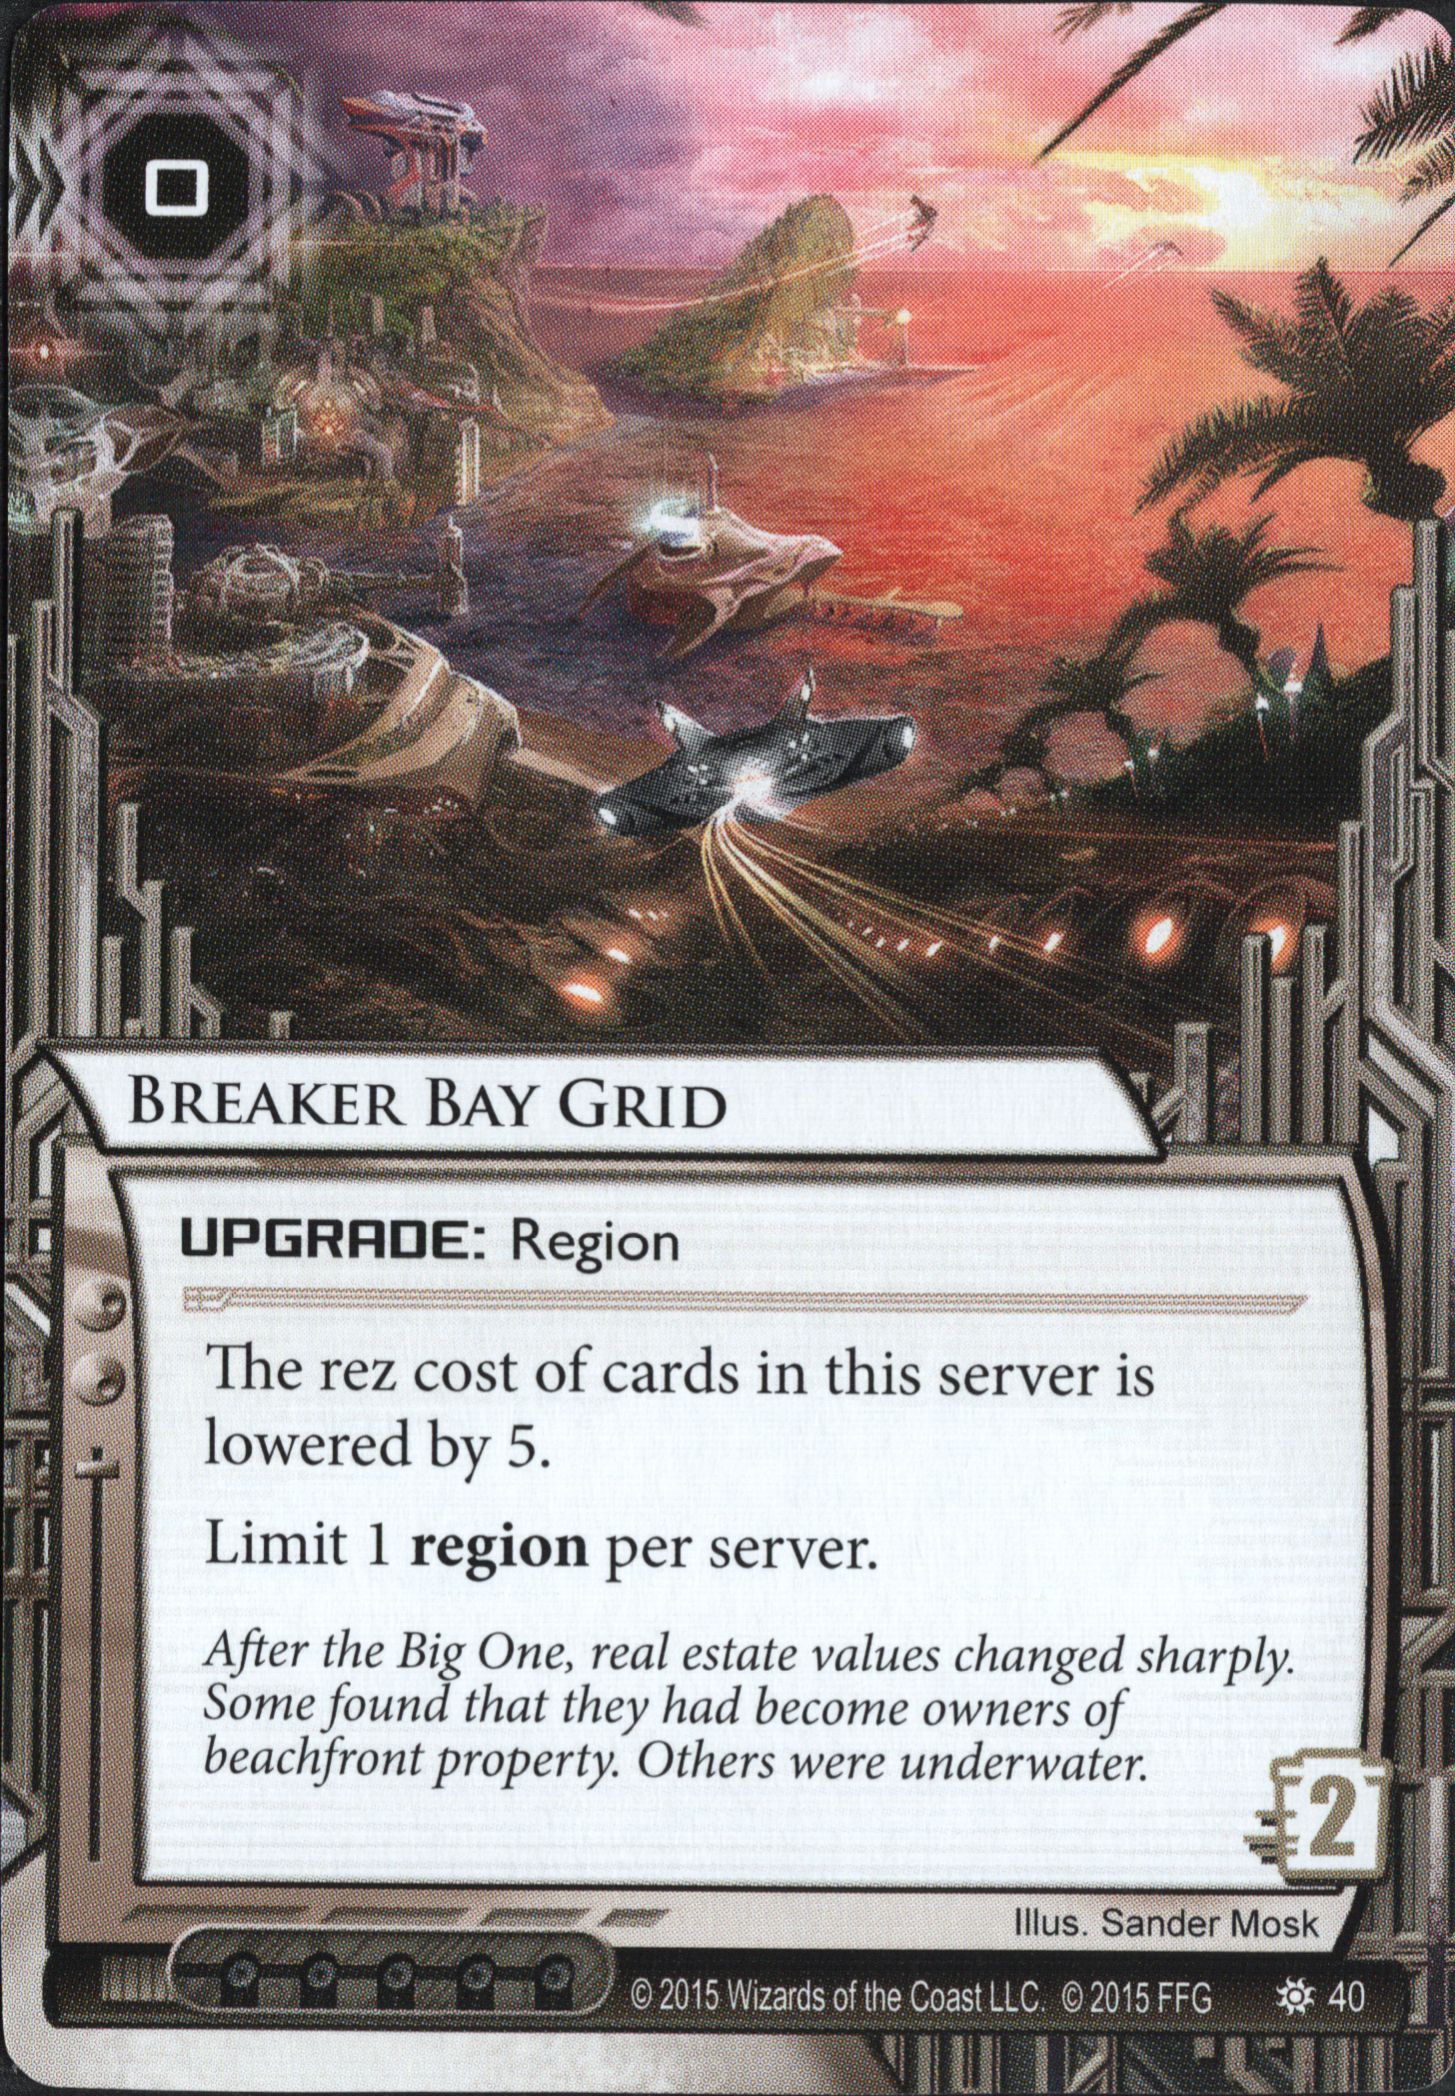 BREAKER BAY GRID
UPGRADE: Region
The rez cost of cards in this server is
lowered by 5.
Limit 1 region per server.
After the Big One, real estate values changed sharply.
Some found that they had become owners of
beachfront property. Others were underwater.
2
Illus. Sander Mosk
© 2015 Wizards of the Coast LLC. © 2015 FFG 40